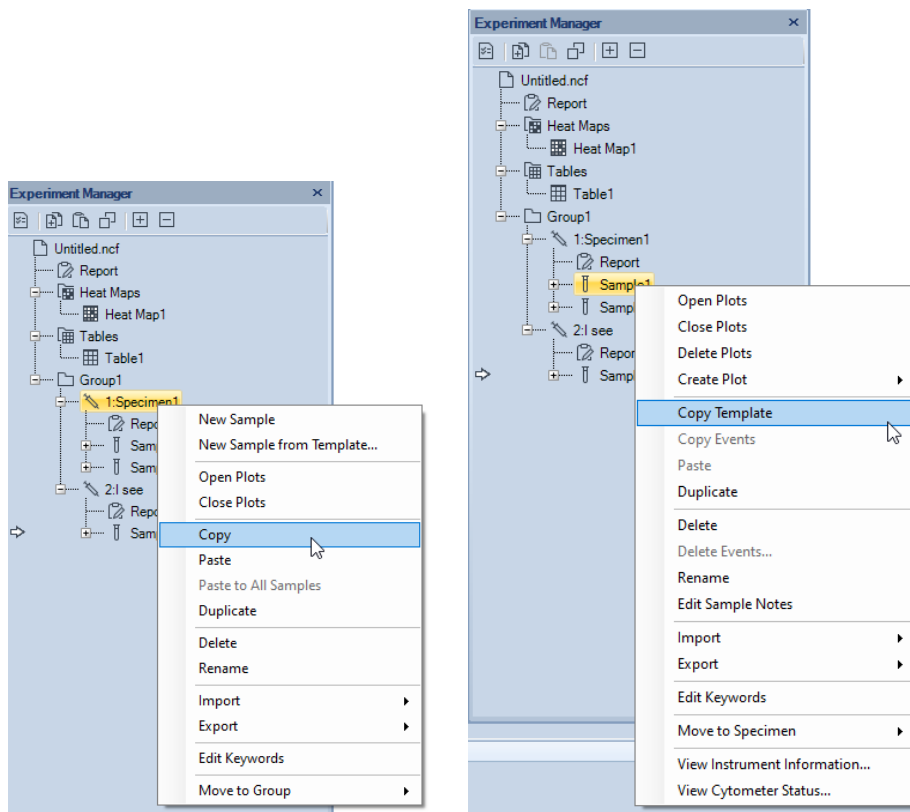 Experiment Manager
Untitled.ncf
Report
Heat Maps
Heat Map1
Tables
Table1
Group1
1:Specimen1
Repo
Sam
Sam
2:I see
Repo
Sam
New Sample
New Sample from Template...
Open Plots
Close Plots
Copy
Paste
Paste to All Samples
Duplicate
Delete
Rename
Import
Export
Edit Keywords
Move to Group
Experiment Manager
Untitled.ncf
Report
Heat Maps
Heat Map1
Tables
Table1
Group1
1:Specimen1
Report
Sample1
Sampl
2:I see
Repor
Sampl
Open Plots
Close Plots
Delete Plots
Create Plot
Copy Template
Copy Events
Paste
Duplicate
Delete
Delete Events...
Rename
Edit Sample Notes
Import
Export
Edit Keywords
Move to Specimen
View Instrument Information...
View Cytometer Status...